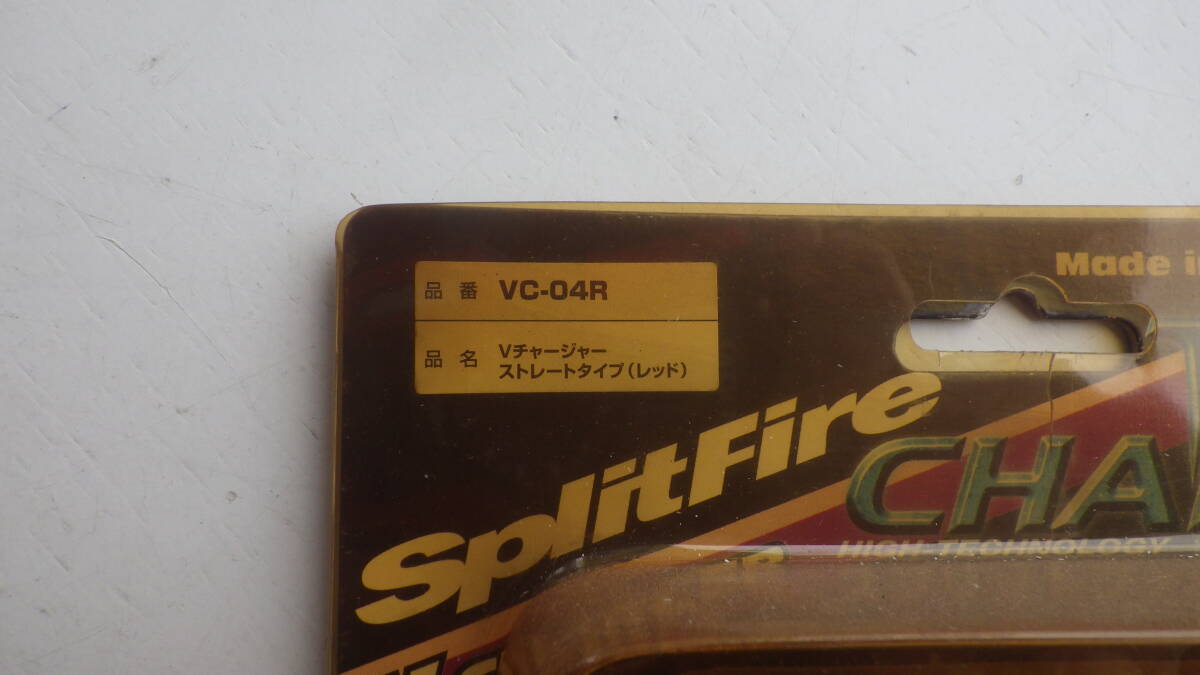 品番 VC-04R
品名 Vチャージャー
ストレートタイプ(レッド)
Made
SplitFire
CHA
HIGH TECHNOLOGY